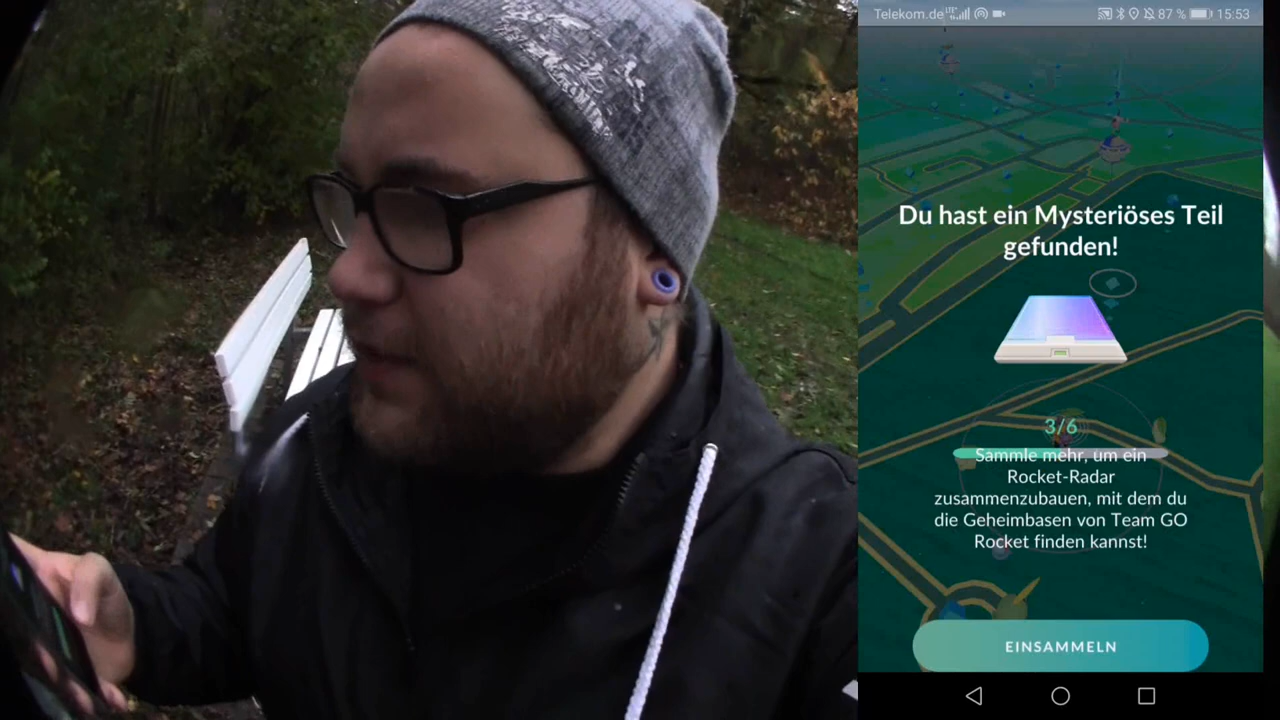 Telekom.de 87 % 15:53
Du hast ein Mysteriöses Teil
gefunden!
3/6
Sammle mehr, um ein
Rocket-Radar
zusammenzubauen, mit dem du
die Geheimbasen von Team GO
Rocket finden kannst!
EINSAMMELN